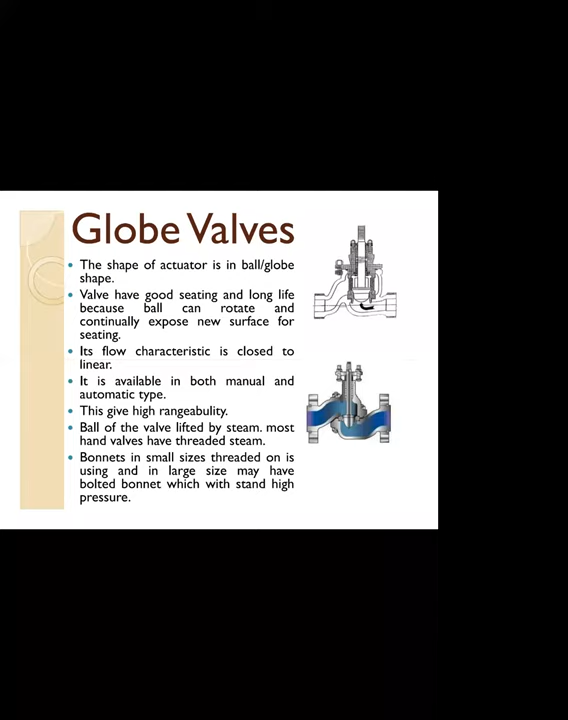 Globe Valves
• The shape of actuator is in ball/globe
shape.
• Valve have good seating and long life
because ball can rotate and
continually expose new surface for
seating.
• Its flow characteristic is closed to
linear.
• It is available in both manual and
automatic type.
• This give high rangeabulity.
• Ball of the valve lifted by steam. most
hand valves have threaded steam.
• Bonnets in small sizes threaded on is
using and in large size may have
bolted bonnet which with stand high
pressure.